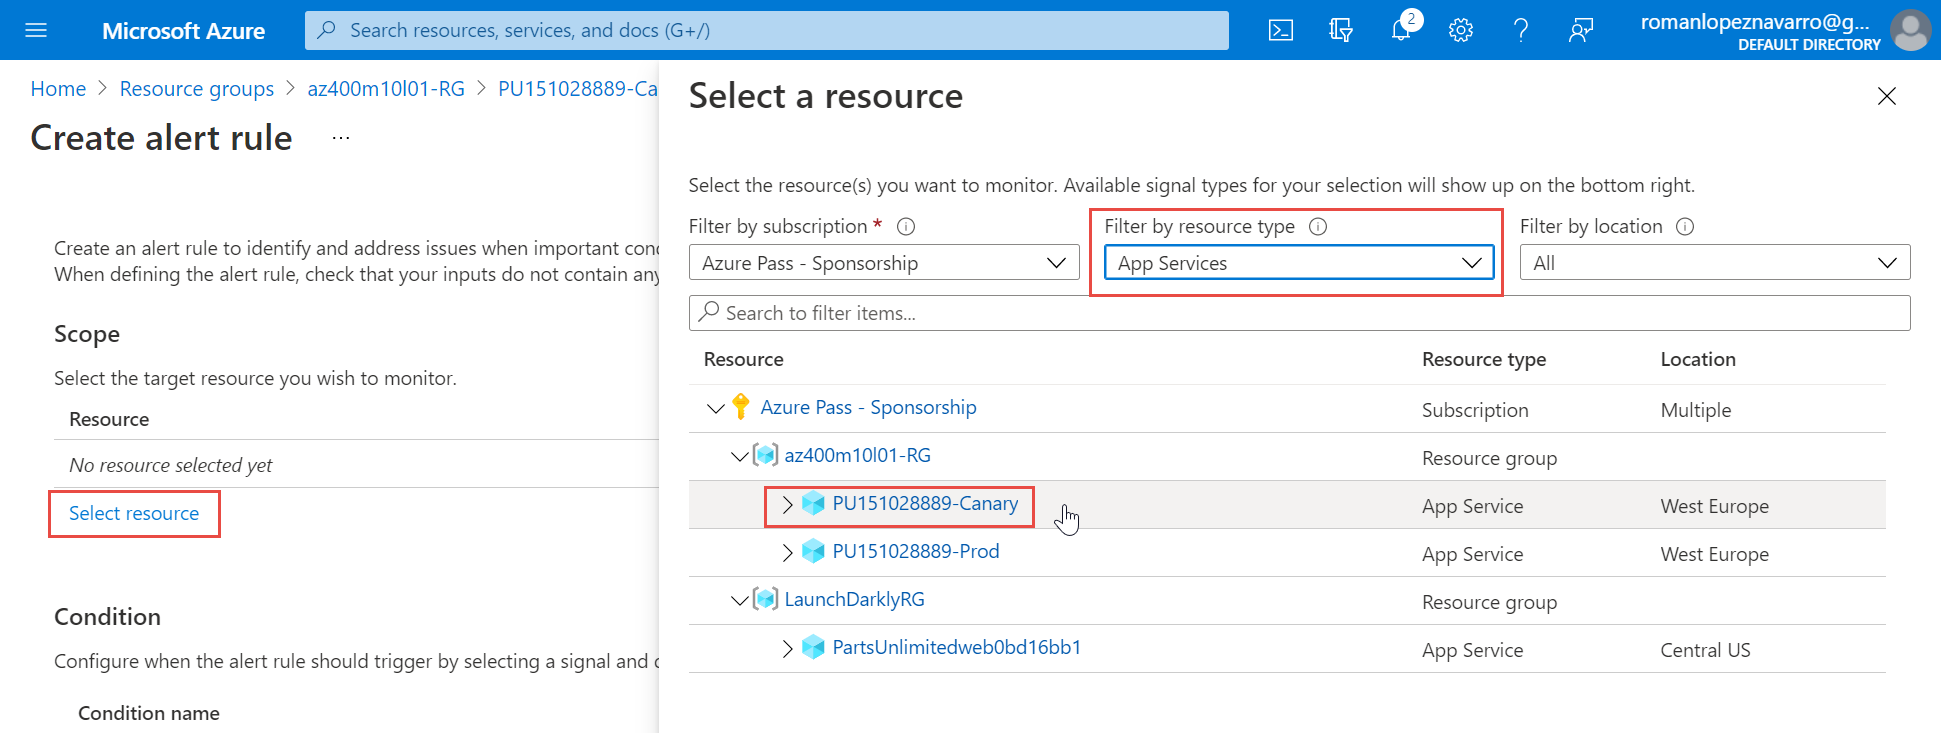 Microsoft Azure
Search resources, services, and docs (G+/)
2
romanlopeznavarro@g...
DEFAULT DIRECTORY
Home > Resource groups > az400m10l01-RG > PU151028889-Ca
Create alert rule ...
Create an alert rule to identify and address issues when important con
When defining the alert rule, check that your inputs do not contain any
Scope
Select the target resource you wish to monitor.
Resource
No resource selected yet
Select resource
Condition
Configure when the alert rule should trigger by selecting a signal and
Condition name
Select a resource
Select the resource(s) you want to monitor. Available signal types for your selection will show up on the bottom right.
Filter by subscription *
Azure Pass - Sponsorship
Filter by resource type
App Services
Filter by location
All
Search to filter items...
Resource Resource type Location
Azure Pass - Sponsorship Subscription Multiple
az400m10l01-RG Resource group
PU151028889-Canary App Service West Europe
PU151028889-Prod App Service West Europe
LaunchDarklyRG Resource group
PartsUnlimitedweb0bd16bb1 App Service Central US